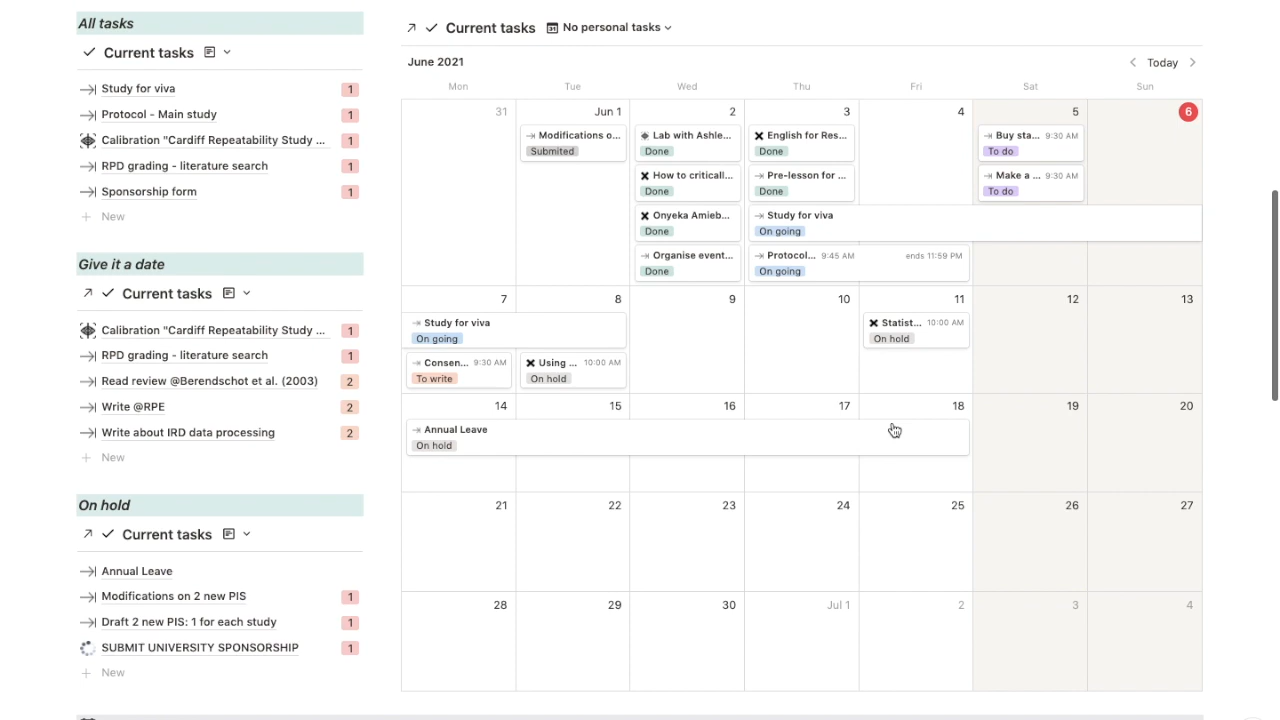 All tasks
Current tasks
Study for viva 1
Protocol - Main study 1
Calibration "Cardiff Repeatability Study ... 1
RPD grading - literature search 1
Sponsorship form 1
New
Give it a date
Current tasks
Calibration "Cardiff Repeatability Study ... 1
RPD grading - literature search 1
Read review @Berendschot et al. (2003) 2
Write @RPE 2
Write about IRD data processing 2
New
On hold
Current tasks
Annual Leave
Modifications on 2 new PIS 1
Draft 2 new PIS: 1 for each study 1
SUBMIT UNIVERSITY SPONSORSHIP 1
New
Current tasks No personal tasks
June 2021 Today
Mon Tue Wed Thu Fri Sat Sun
31 Jun 1 2 3 4 5 6
Modifications o... Lab with Ashle... English for Res... Buy sta... 9:30 AM
Submited Done Done To do
How to criticall... Pre-lesson for ... Make a ... 9:30 AM
Done Done To do
Onyeka Amieb... Study for viva
Done On going
Organise event... Protocol... 9:45 AM ends 11:59 PM
Done On going
7 8 9 10 11 12 13
Study for viva Statist... 10:00 AM
On going On hold
Consen... 9:30 AM Using ... 10:00 AM
To write On hold
14 15 16 17 18 19 20
Annual Leave
On hold
21 22 23 24 25 26 27
28 29 30 Jul 1 2 3 4